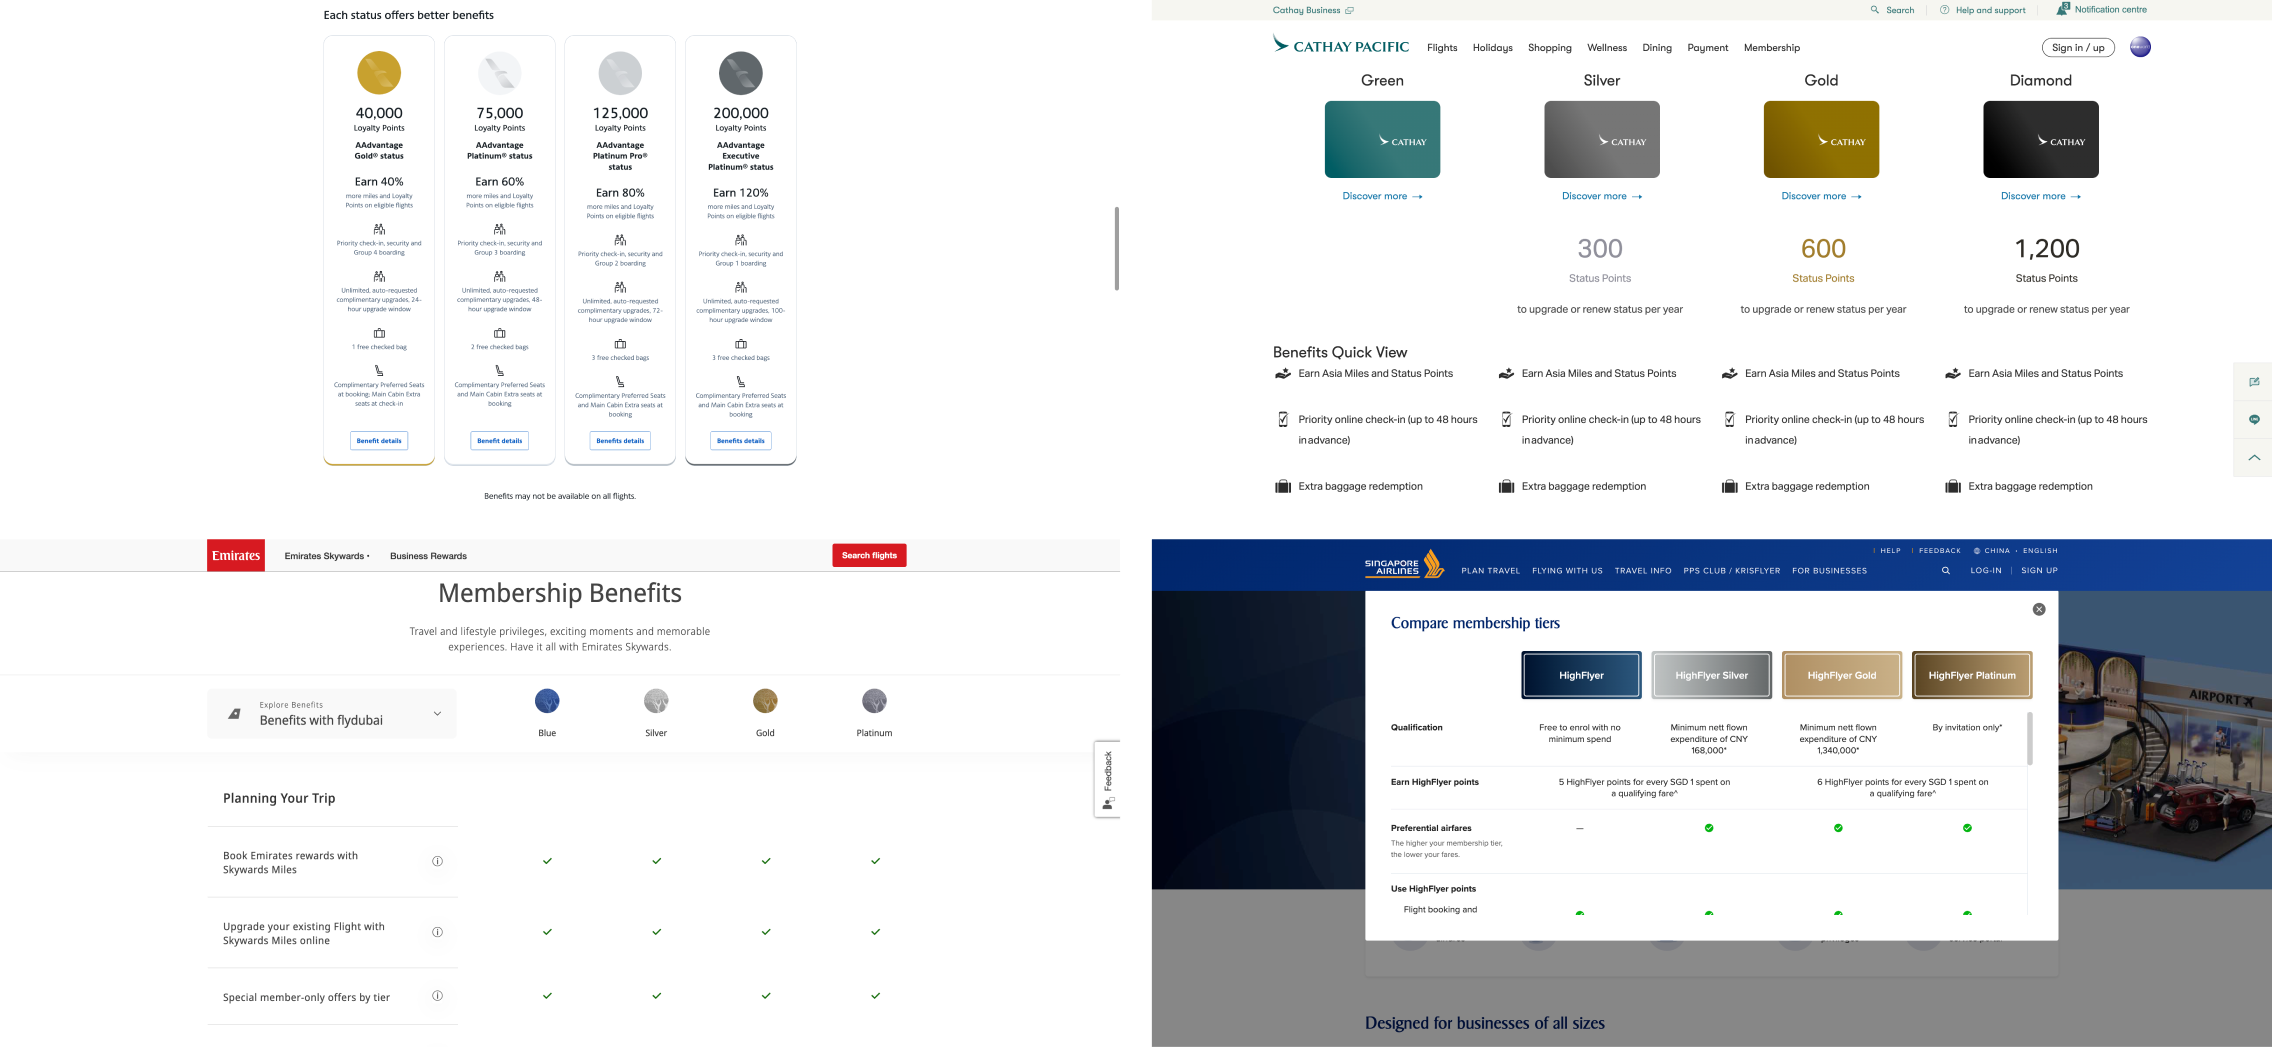 Each status offers better benefits
40,000
Loyalty Points
AAdvantage
Gold® status
Earn 40%
more miles and Loyalty
Points on eligible flights
Priority check-in, security and
Group 4 boarding
Unlimited, auto-requested
complimentary upgrades, 24-
hour upgrade window
1 free checked bag
Complimentary Preferred Seats
at booking; Main Cabin Extra
seats at check-in
Benefit details
75,000
Loyalty Points
AAdvantage
Platinum® status
Earn 60%
more miles and Loyalty
Points on eligible flights
Priority check-in, security and
Group 3 boarding
Unlimited, auto-requested
complimentary upgrades, 48-
hour upgrade window
2 free checked bags
Complimentary Preferred Seats
and Main Cabin Extra seats at
booking
Benefit details
125,000
Loyalty Points
AAdvantage
Platinum Pro®
status
Earn 80%
more miles and Loyalty
Points on eligible flights
Priority check-in, security and
Group 2 boarding
Unlimited, auto-requested
complimentary upgrades, 72-
hour upgrade window
3 free checked bags
Complimentary Preferred Seats
and Main Cabin Extra seats at
booking
Benefits details
200,000
Loyalty Points
AAdvantage
Executive
Platinum® status
Earn 120%
more miles and Loyalty
Points on eligible flights
Priority check-in, security and
Group 1 boarding
Unlimited, auto-requested
complimentary upgrades, 100-
hour upgrade window
3 free checked bags
Complimentary Preferred Seats
and Main Cabin Extra seats at
booking
Benefits details
Benefits may not be available on all flights.
Cathay Business
Search
Help and support
3
Notification centre
CATHAY PACIFIC
Flights Holidays Shopping Wellness Dining Payment Membership
Sign in / up
Green Silver Gold Diamond
CATHAY CATHAY CATHAY CATHAY
Discover more → Discover more → Discover more → Discover more →
300 600 1,200
Status Points Status Points Status Points
to upgrade or renew status per year to upgrade or renew status per year to upgrade or renew status per year
Benefits Quick View
Earn Asia Miles and Status Points Earn Asia Miles and Status Points Earn Asia Miles and Status Points Earn Asia Miles and Status Points
Priority online check-in (up to 48 hours Priority online check-in (up to 48 hours Priority online check-in (up to 48 hours Priority online check-in (up to 48 hours
in advance) in advance) in advance) in advance)
Extra baggage redemption Extra baggage redemption Extra baggage redemption Extra baggage redemption
Emirates
Emirates Skywards
Business Rewards
Search flights
Membership Benefits
Travel and lifestyle privileges, exciting moments and memorable
experiences. Have it all with Emirates Skywards.
Explore Benefits
Benefits with flydubai
Blue Silver Gold Platinum
Feedback
Planning Your Trip
Book Emirates rewards with
Skywards Miles
Upgrade your existing Flight with
Skywards Miles online
Special member-only offers by tier
HELP FEEDBACK CHINA · ENGLISH
SINGAPORE
AIRLINES
PLAN TRAVEL FLYING WITH US TRAVEL INFO PPS CLUB / KRISFLYER FOR BUSINESSES
LOG-IN SIGN UP
Compare membership tiers
HighFlyer HighFlyer Silver HighFlyer Gold HighFlyer Platinum
Qualification
Free to enrol with no
minimum spend
Minimum nett flown
expenditure of CNY
168,000*
Minimum nett flown
expenditure of CNY
1,340,000*
By invitation only*
Earn HighFlyer points
5 HighFlyer points for every SGD 1 spent on
a qualifying fare^
6 HighFlyer points for every SGD 1 spent on
a qualifying fare^
Preferential airfares
The higher your membership tier,
the lower your fares.
Use HighFlyer points
Flight booking and
AIRPORT
Designed for businesses of all sizes